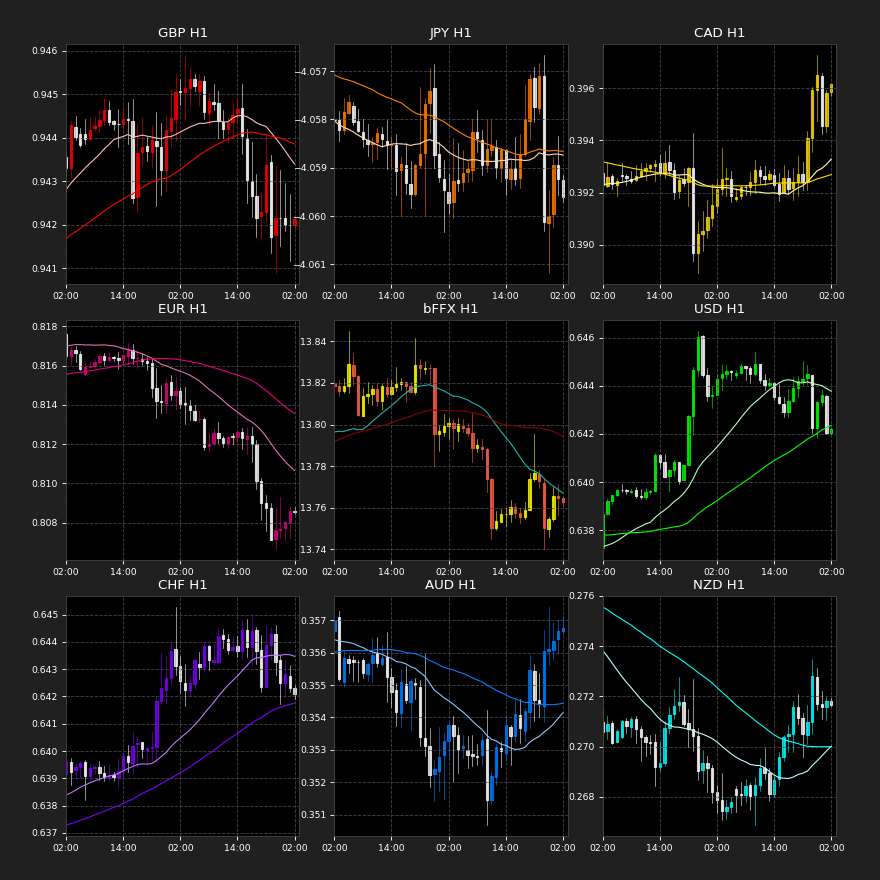 GBP H1
0.946
0.945
0.944
0.943
0.942
0.941
02:00 14:00 02:00 14:00 02:00
JPY H1
−4.057
−4.058
−4.059
−4.060
−4.061
02:00 14:00 02:00 14:00 02:00
CAD H1
0.396
0.394
0.392
0.390
02:00 14:00 02:00 14:00 02:00
EUR H1
0.818
0.816
0.814
0.812
0.810
0.808
02:00 14:00 02:00 14:00 02:00
bFFX H1
13.84
13.82
13.80
13.78
13.76
13.74
02:00 14:00 02:00 14:00 02:00
USD H1
0.646
0.644
0.642
0.640
0.638
02:00 14:00 02:00 14:00 02:00
CHF H1
0.645
0.644
0.643
0.642
0.641
0.640
0.639
0.638
0.637
02:00 14:00 02:00 14:00 02:00
AUD H1
0.357
0.356
0.355
0.354
0.353
0.352
0.351
02:00 14:00 02:00 14:00 02:00
NZD H1
0.276
0.274
0.272
0.270
0.268
02:00 14:00 02:00 14:00 02:00